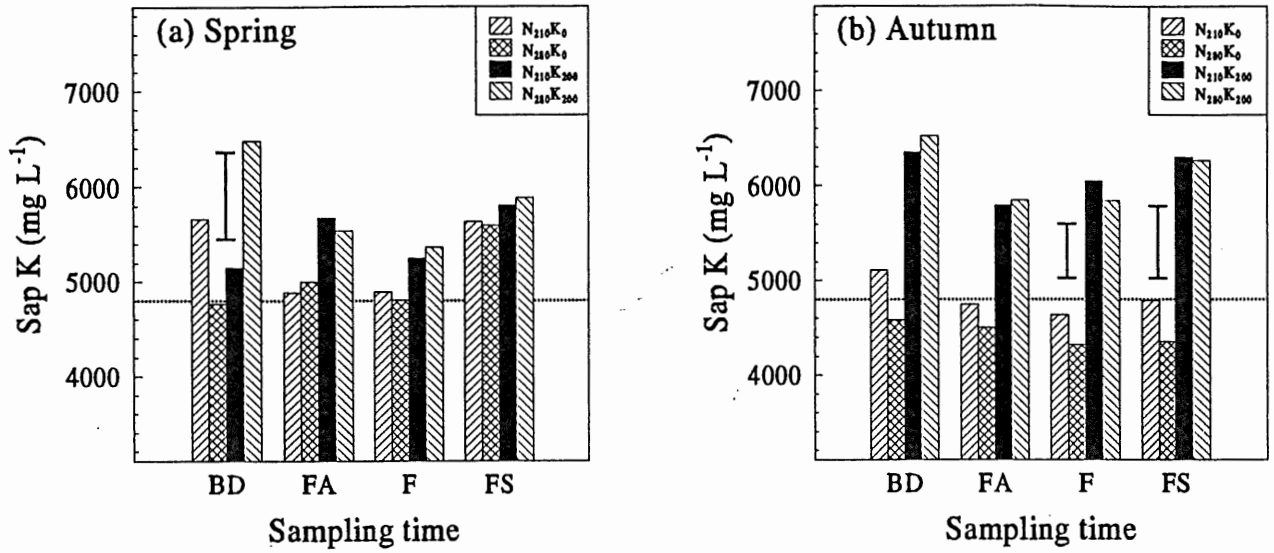 (a) Spring
N₂₁₀K₀
N₂₈₀K₀
N₂₁₀K₂₀₀
N₂₈₀K₂₀₀
7000
6000
5000
4000
Sap K (mg L⁻¹)
BD FA F FS
Sampling time
(b) Autumn
N₂₁₀K₀
N₂₈₀K₀
N₂₁₀K₂₀₀
N₂₈₀K₂₀₀
7000
6000
5000
4000
Sap K (mg L⁻¹)
BD FA F FS
Sampling time